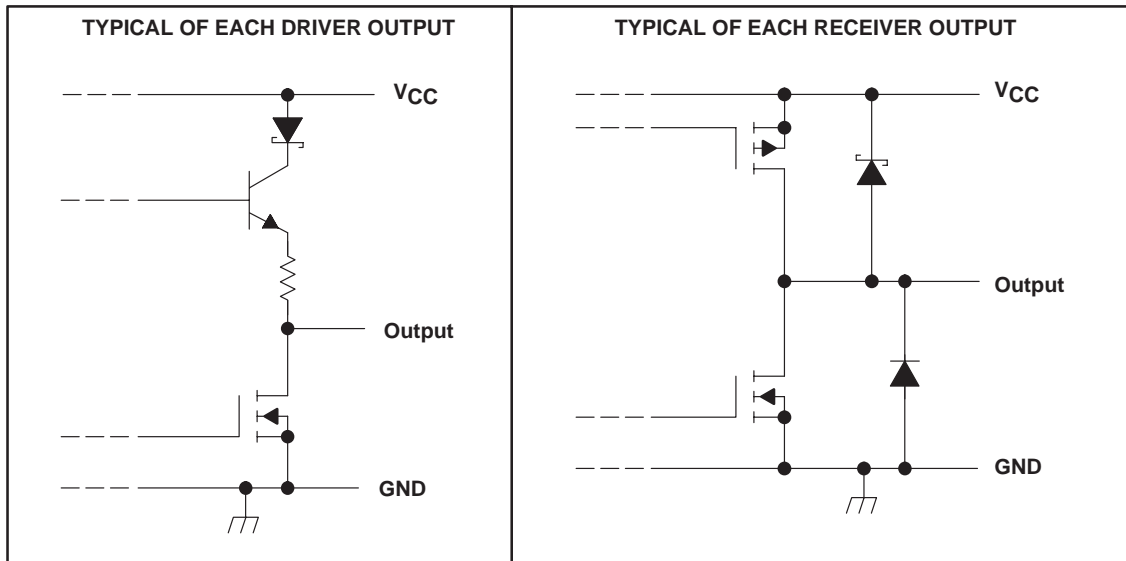 TYPICAL OF EACH DRIVER OUTPUT
VCC
Output
GND
TYPICAL OF EACH RECEIVER OUTPUT
VCC
Output
GND